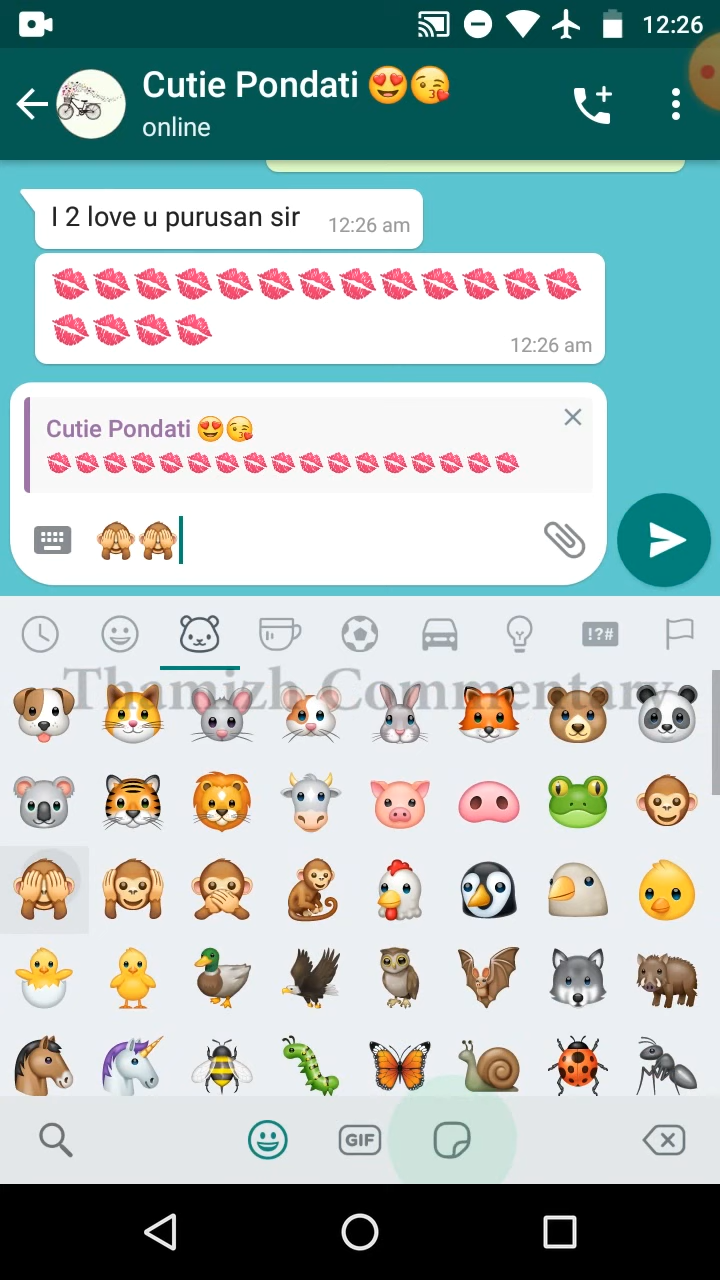 12:26
Cutie Pondati 😍😘
online
I 2 love u purusan sir
12:26 am
💋💋💋💋💋💋💋💋💋💋💋💋💋
💋💋💋💋
12:26 am
Cutie Pondati 😍😘
💋💋💋💋💋💋💋💋💋💋💋💋💋💋💋💋💋
🙈🙈
!?#
Thamizh Commentary
GIF